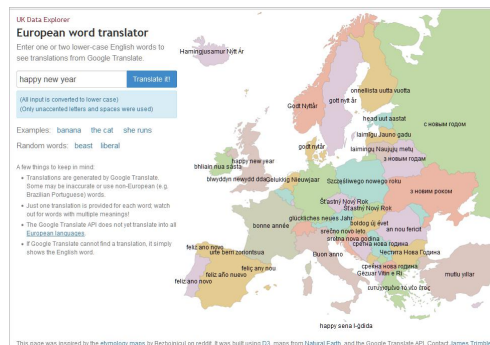 UK Data Explorer
European word translator
Enter one or two lower-case English words to
see translations from Google Translate.
happy new year
Translate it!
(All input is converted to lower case)
(Only unaccented letters and spaces were used)
Examples: banana the cat she runs
Random words: beast liberal
A few things to keep in mind:
Translations are generated by Google Translate.
Some may be inaccurate or use non-European (e.g.
Brazilian Portuguese) words.
Just one translation is provided for each word; watch
out for words with multiple meanings!
The Google Translate API does not yet translate into all
European languages.
If Google Translate cannot find a translation, it simply
shows the English word.
Hamingjusamur Nýtt Ár
onnellista uutta vuotta
Godt Nyttår
gott nytt år
head uut aastat
с новым годом
laimīgu Jauno gadu
godt nytår
laimingų Naujųjų metų
з новым годам
happy new year
bhliain nua sásta
blwyddyn newydd dda
Gelukkig Nieuwjaar
Szczęśliwego nowego roku
з новим роком
Šťastný Nový Rok
Šťastný Nový Rok
glückliches neues Jahr
boldog új évet
bonne année
srečno novo leto
an nou fericit
sretna nova godina
срећна нова година
feliz ano novo
urte berri zoriontsua
Buon anno
Честита Нова Година
feliç any nou
feliz año nuevo
среќна нова година
Gëzuar Vitin e Ri
feliz ano novo
mutlu yıllar
ευτυχισμένο το νέο έτος
happy sena l-ġdida
This page was inspired by the etymology maps by Bezbojnicul on reddit. It was built using D3, maps from Natural Earth, and the Google Translate API. Contact James Trimble